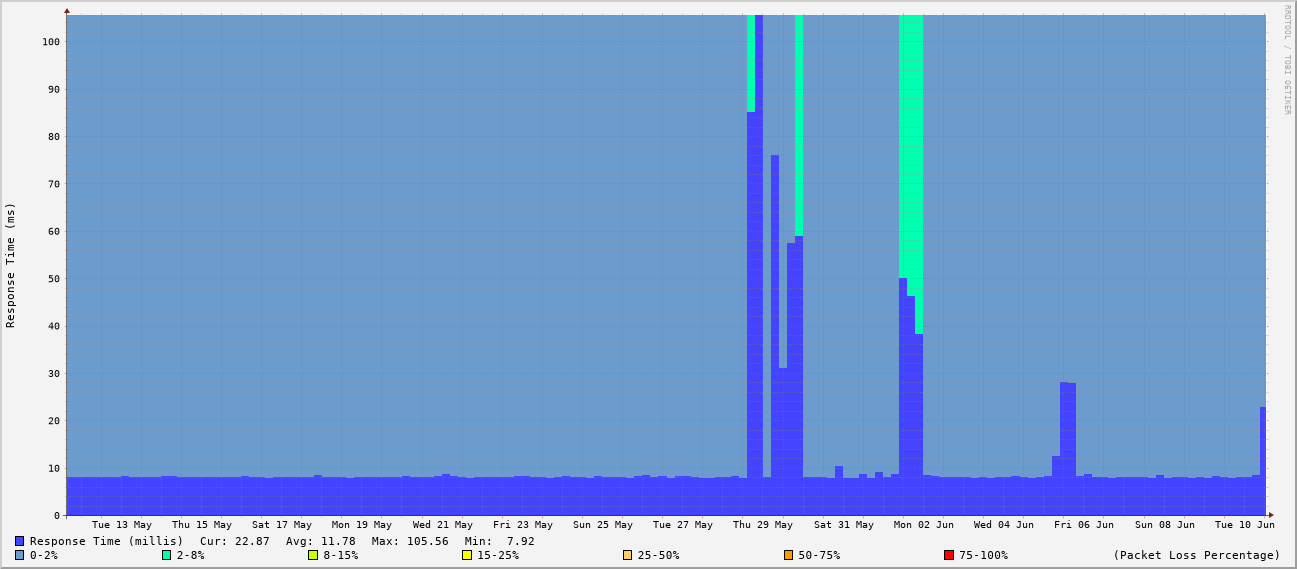 RRDTOOL / TOBI OETIKER
Response Time (ms)
100
90
80
70
60
50
40
30
20
10
0
Tue 13 May Thu 15 May Sat 17 May Mon 19 May Wed 21 May Fri 23 May Sun 25 May Tue 27 May Thu 29 May Sat 31 May Mon 02 Jun Wed 04 Jun Fri 06 Jun Sun 08 Jun Tue 10 Jun
Response Time (millis) Cur: 22.87 Avg: 11.78 Max: 105.56 Min: 7.92
0-2% 2-8% 8-15% 15-25% 25-50% 50-75% 75-100% (Packet Loss Percentage)